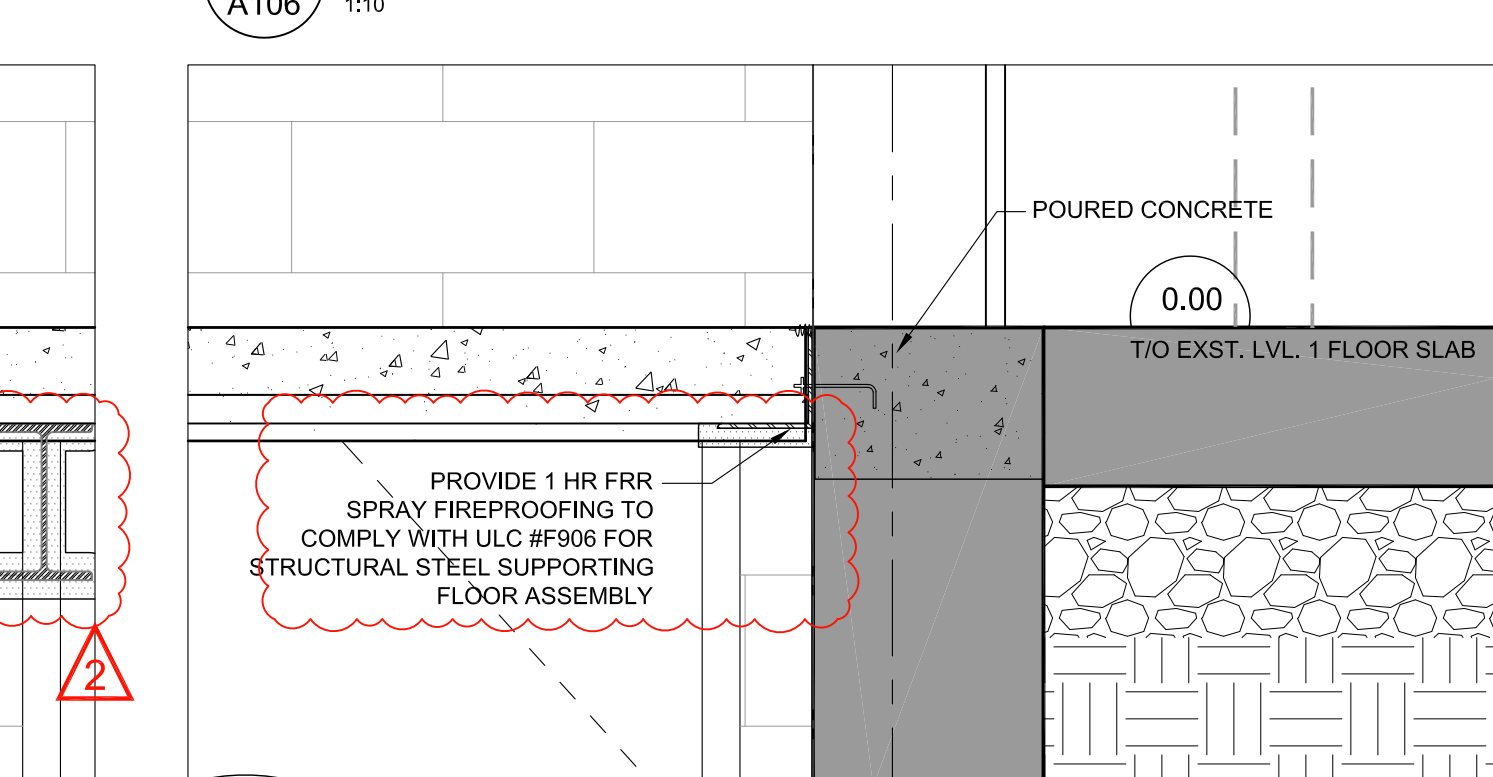 A106
1:10
POURED CONCRETE
0.00
T/O EXST. LVL. 1 FLOOR SLAB
PROVIDE 1 HR FRR
SPRAY FIREPROOFING TO
COMPLY WITH ULC #F906 FOR
STRUCTURAL STEEL SUPPORTING
FLOOR ASSEMBLY
2